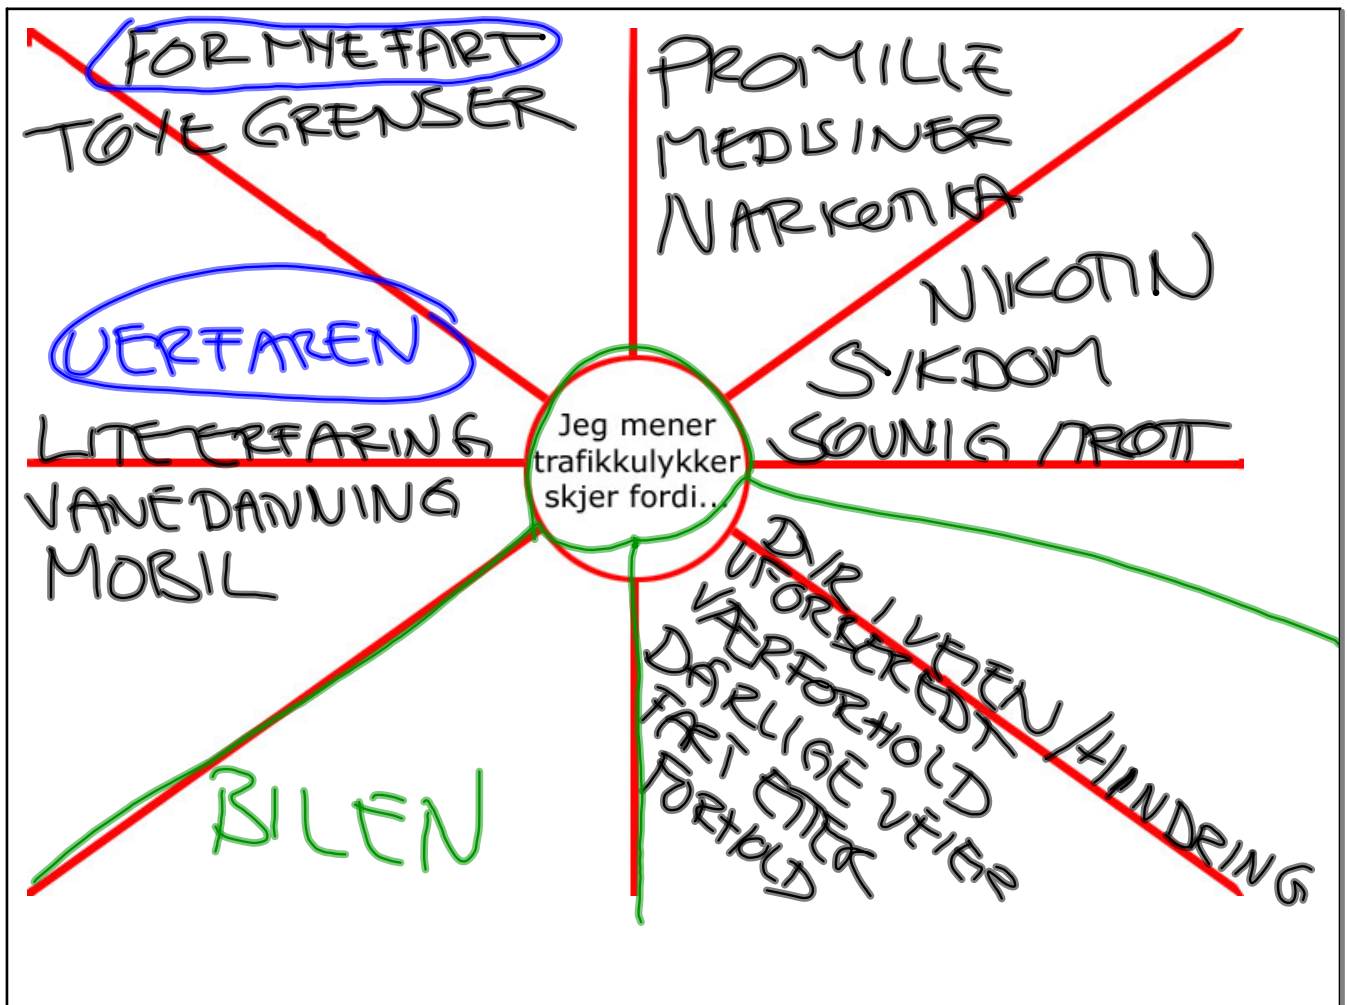 FOR MYE FART
TØYE GRENSER
PROMILLE
MEDISINER
NARKOTIKA
NIKOTIN
SYKDOM
SØVNIG / TRØTT
UERFAREN
LITE ERFARING
VANEDANNING
MOBIL
Jeg mener
trafikkulykker
skjer fordi...
DYR I VEIEN / HINDRING
UFORBEREDT
VÆRFORHOLD
DÅRLIGE VEIER
FART ETTER
FORHOLD
BILEN